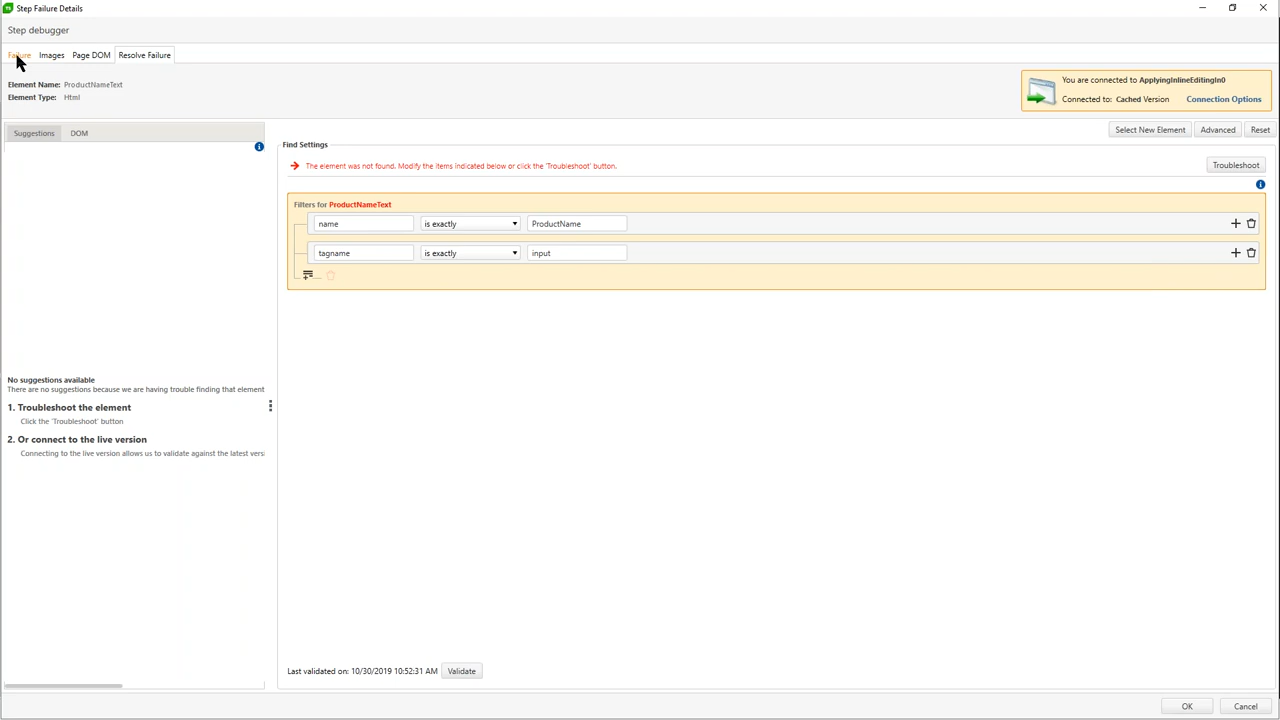 Step Failure Details
Step debugger
Failure Images Page DOM Resolve Failure
Element Name: ProductNameText
Element Type: Html
You are connected to ApplyingInlineEditingIn0
Connected to: Cached Version Connection Options
Suggestions DOM
Select New Element Advanced Reset
Find Settings
The element was not found. Modify the items indicated below or click the 'Troubleshoot' button.
Troubleshoot
Filters for ProductNameText
name is exactly ProductName
tagname is exactly input
No suggestions available
There are no suggestions because we are having trouble finding that element
1. Troubleshoot the element
Click the 'Troubleshoot' button
2. Or connect to the live version
Connecting to the live version allows us to validate against the latest versi
Last validated on: 10/30/2019 10:52:31 AM Validate
OK Cancel